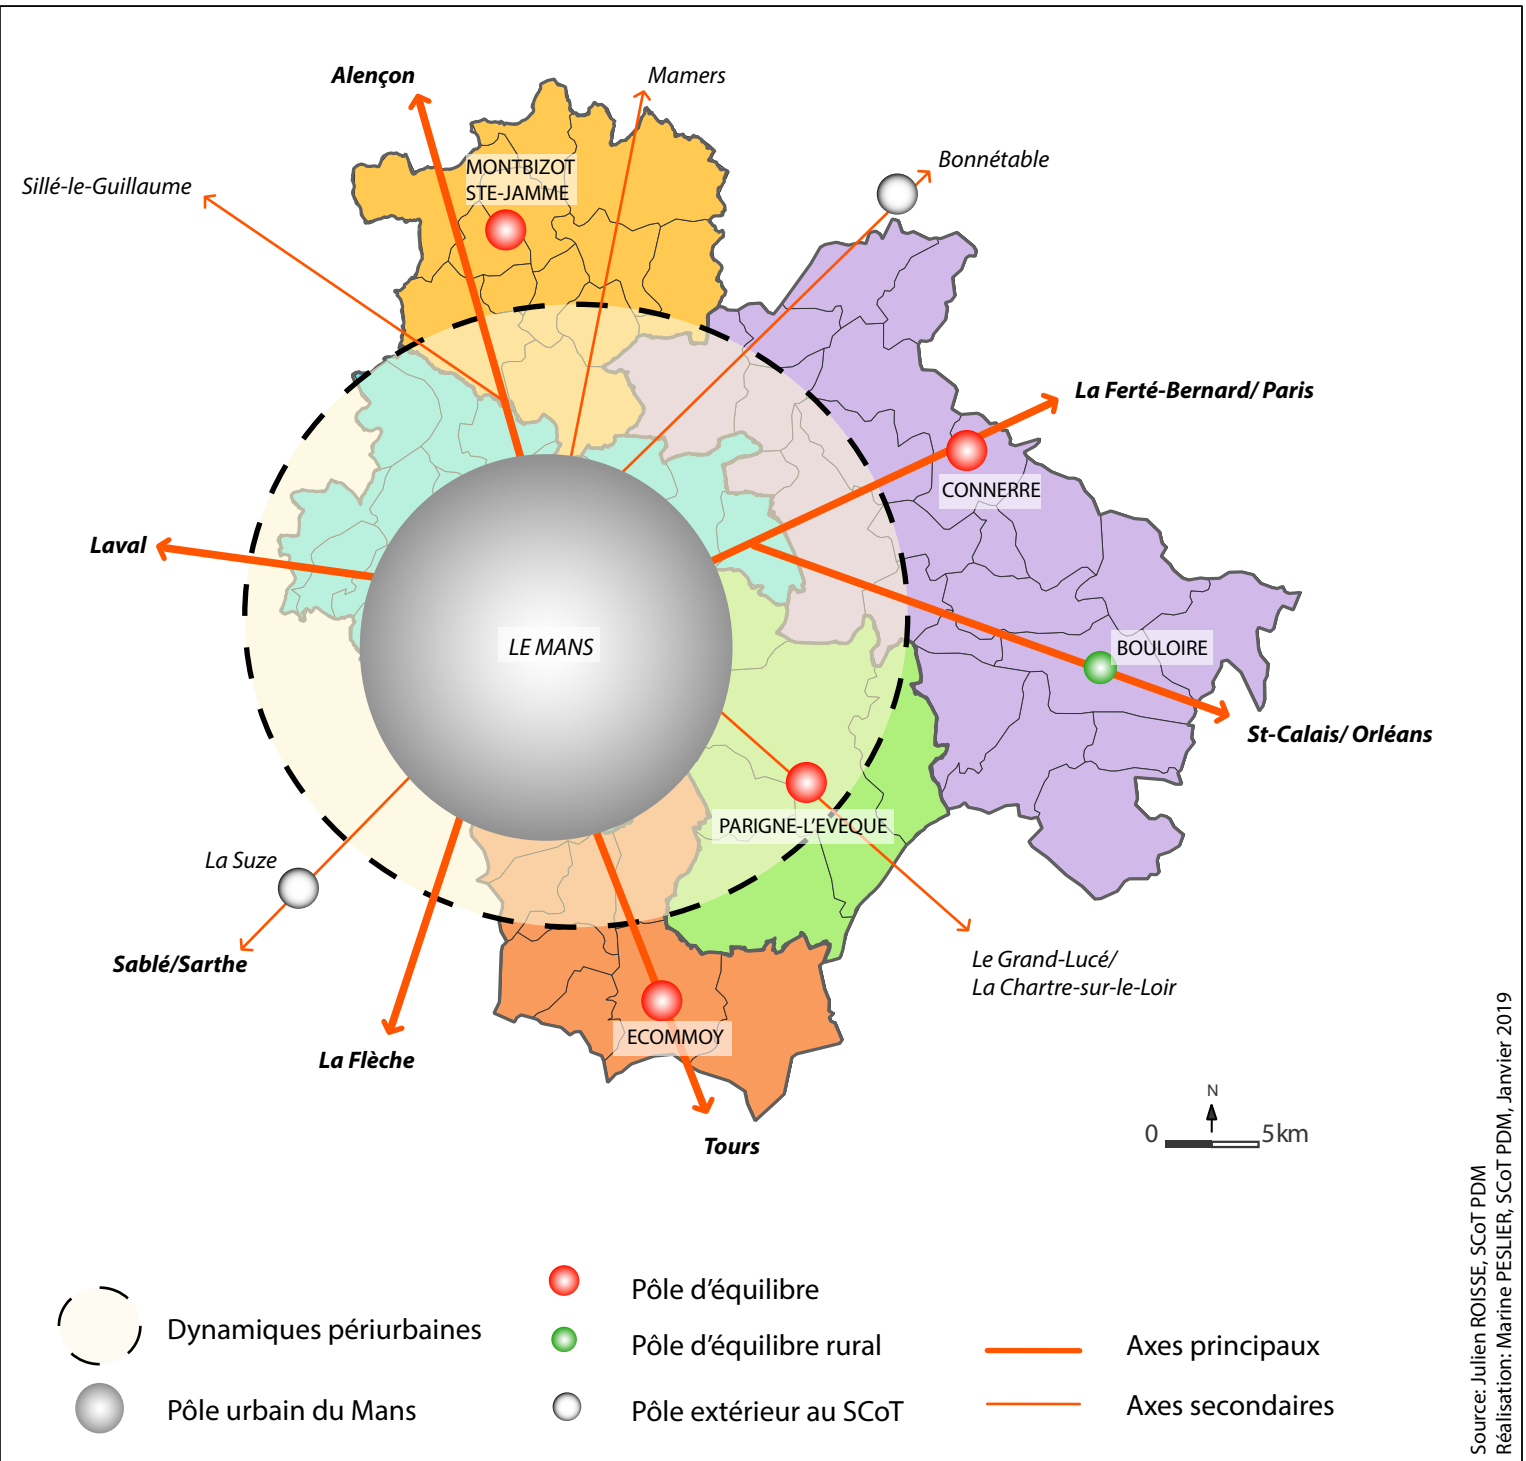 Alençon
Mamers
Bonnétable
Sillé-le-Guillaume
MONTBIZOT
STE-JAMME
La Ferté-Bernard/ Paris
CONNERRE
Laval
LE MANS
BOULOIRE
St-Calais/ Orléans
PARIGNE-L'EVEQUE
La Suze
Sablé/Sarthe
Le Grand-Lucé/
La Chartre-sur-le-Loir
ECOMMOY
La Flèche
Tours
N
0 5km
Dynamiques périurbaines
Pôle urbain du Mans
Pôle d'équilibre
Pôle d'équilibre rural
Pôle extérieur au SCoT
Axes principaux
Axes secondaires
Source: Julien ROISSE, SCoT PDM
Réalisation: Marine PESLIER, SCoT PDM, Janvier 2019